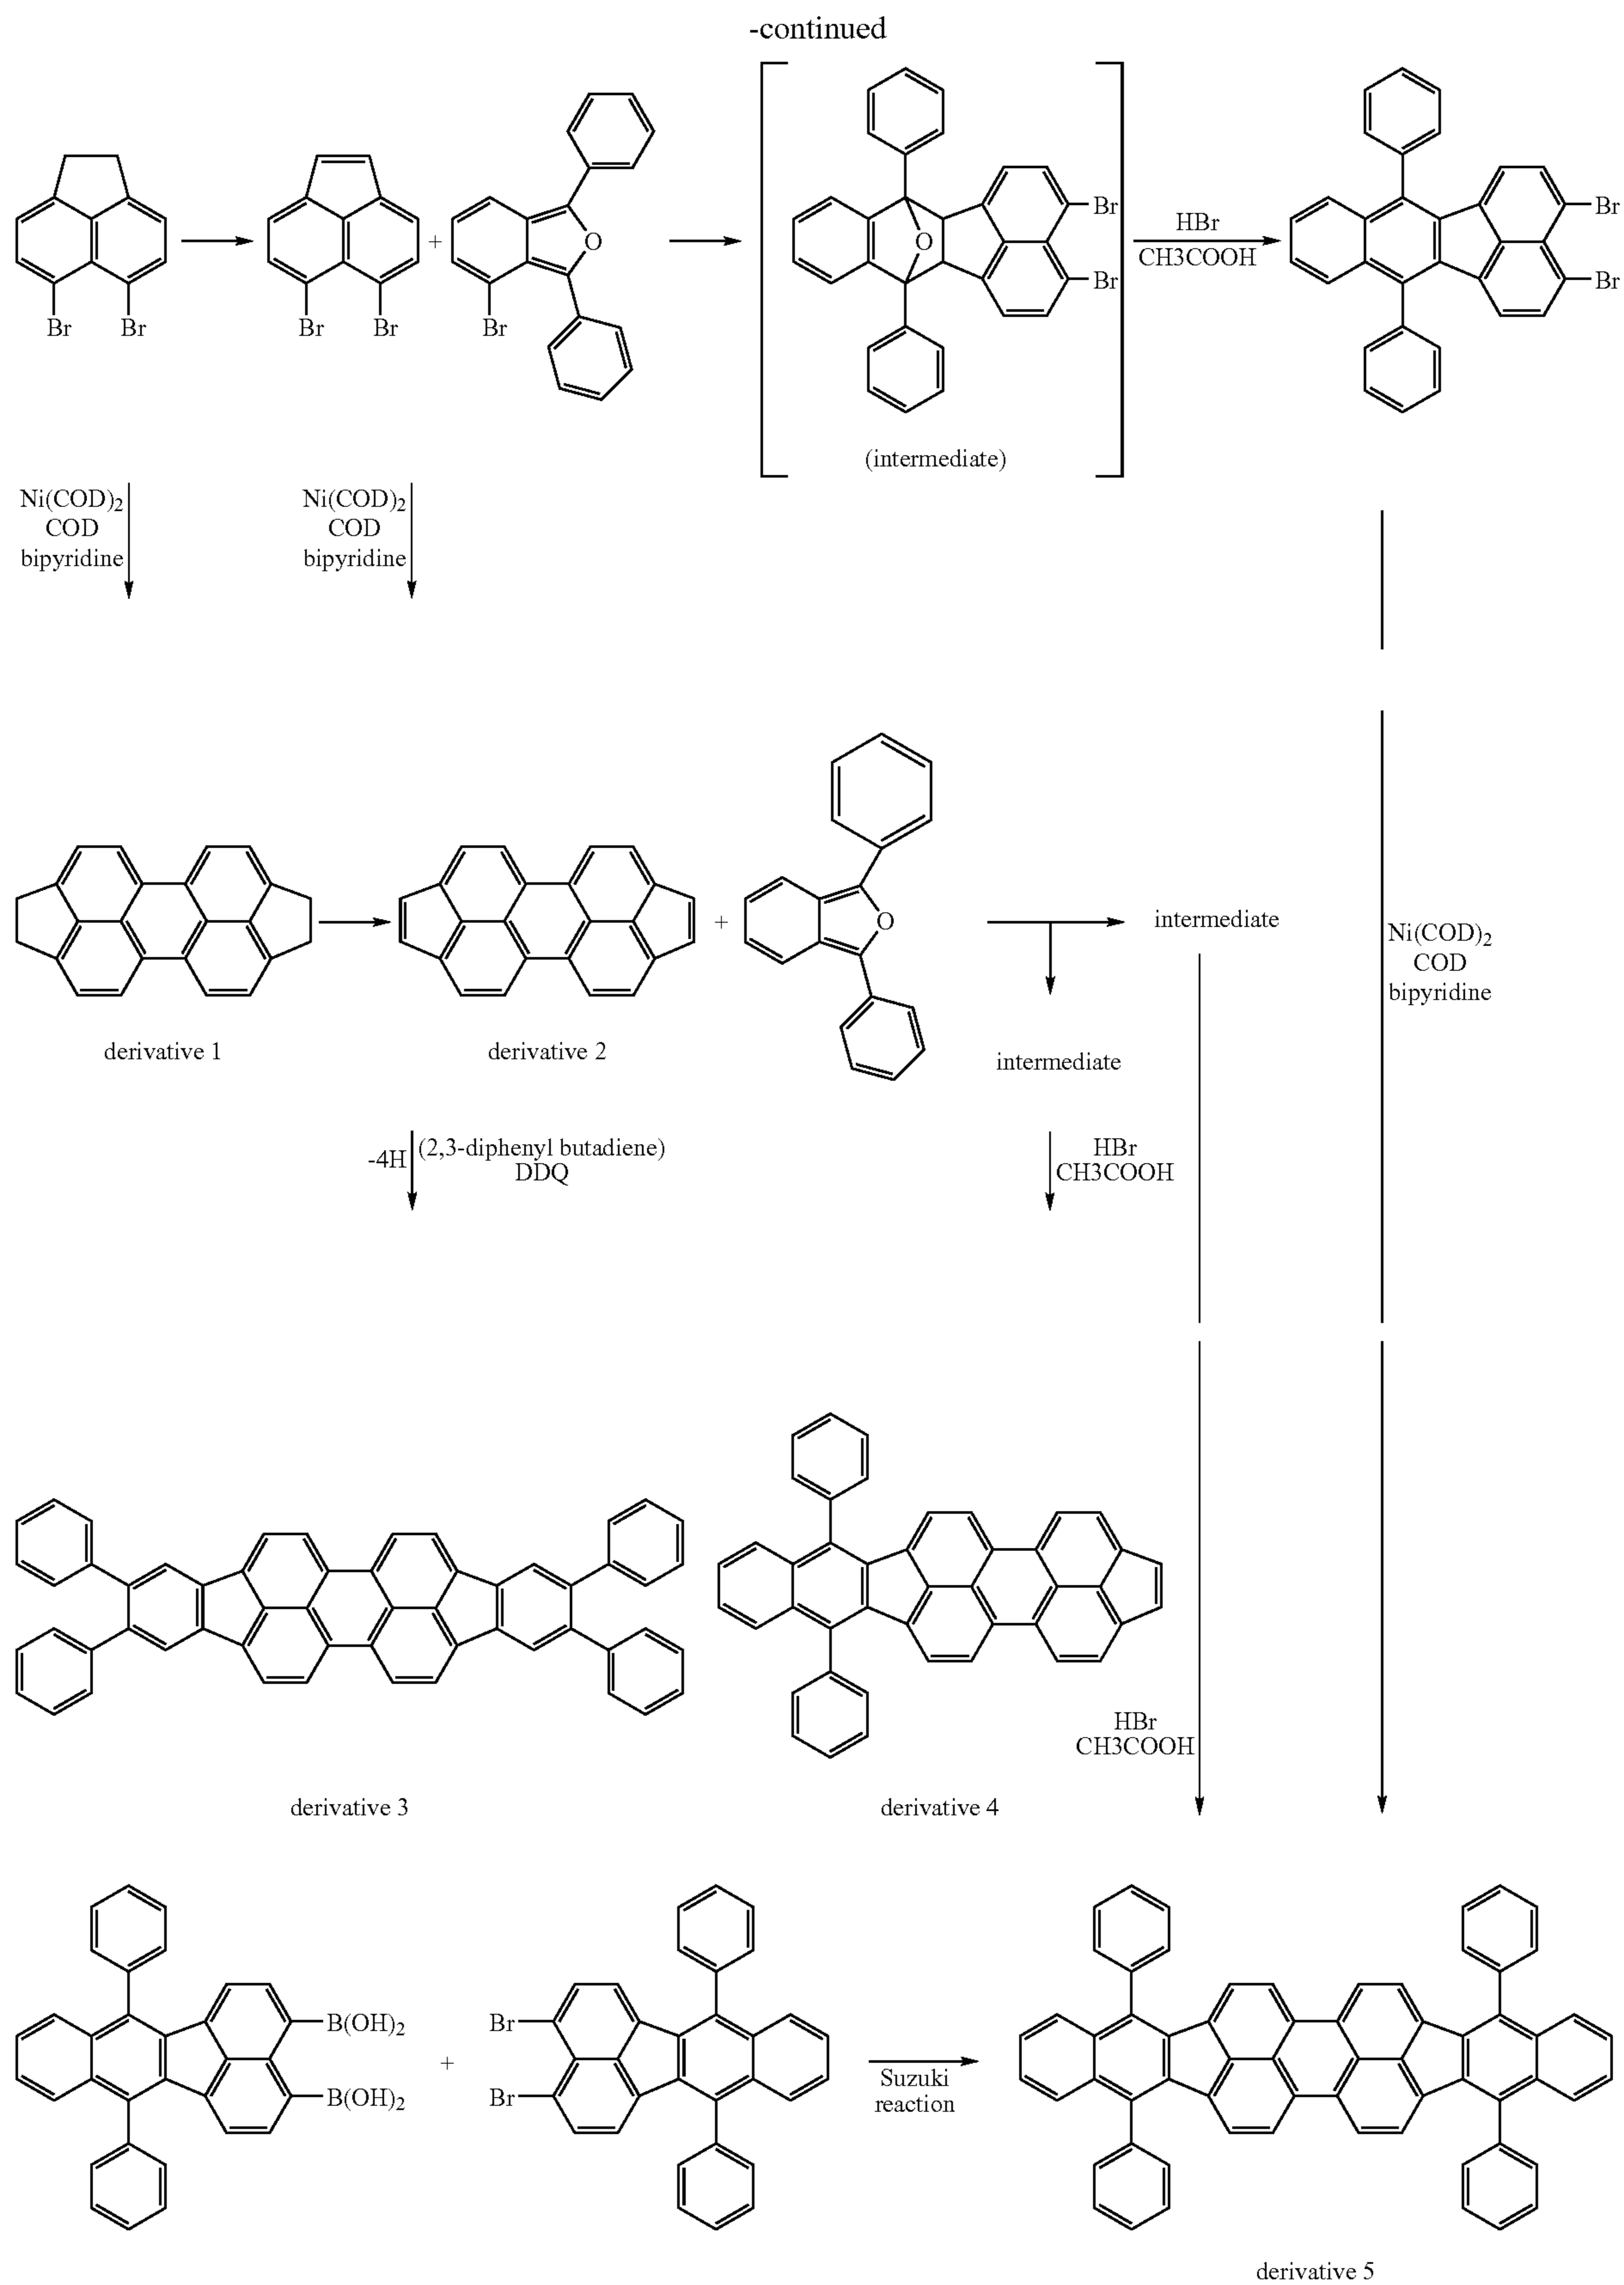 -continued
Br
Br
Br
Br
+
Br
O
O
Br
Br
(intermediate)
HBr
CH3COOH
Br
Br
Ni(COD)2
COD
bipyridine
Ni(COD)2
COD
bipyridine
+
O
intermediate
intermediate
Ni(COD)2
COD
bipyridine
derivative 1
derivative 2
-4H
(2,3-diphenyl butadiene)
DDQ
HBr
CH3COOH
HBr
CH3COOH
derivative 3
derivative 4
B(OH)2
B(OH)2
+
Br
Br
Suzuki
reaction
derivative 5